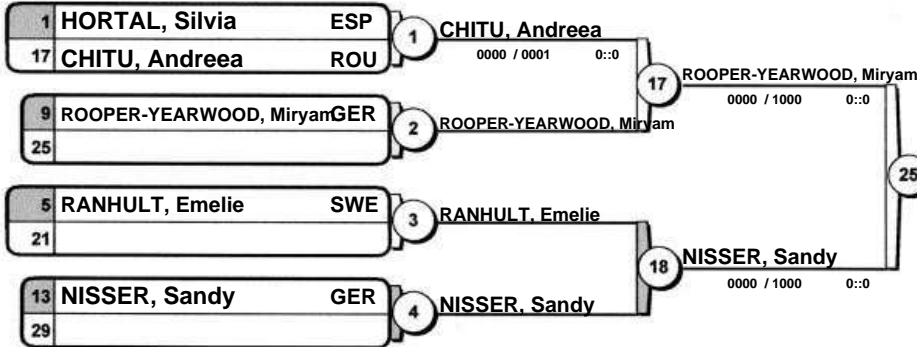 1 HORTAL, Silvia ESP
17 CHITU, Andreea ROU
1
CHITU, Andreea
0000 / 0001 0::0
9 ROOPER-YEARWOOD, Miryam GER
25
2
ROOPER-YEARWOOD, Miryam
17
ROOPER-YEARWOOD, Miryam
0000 / 1000 0::0
5 RANHULT, Emelie SWE
21
3
RANHULT, Emelie
13 NISSER, Sandy GER
29
4
NISSER, Sandy
18
NISSER, Sandy
0000 / 1000 0::0
25